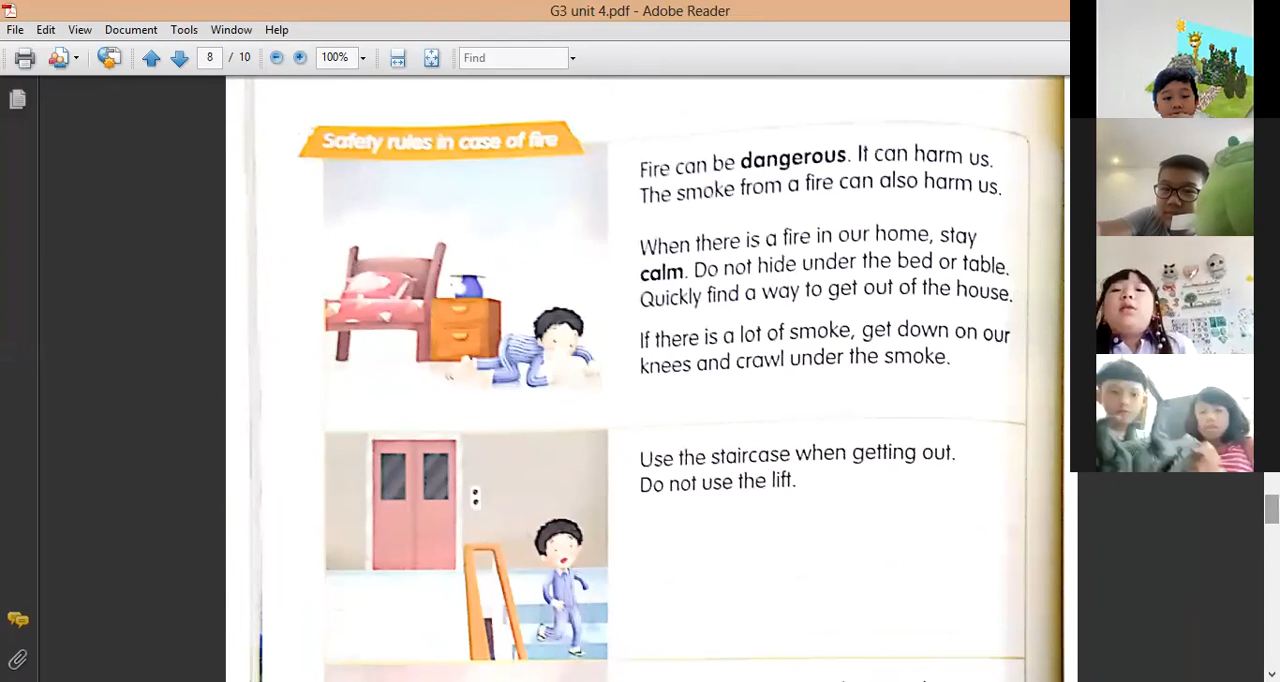 G3 unit 4.pdf - Adobe Reader
File Edit View Document Tools Window Help
8 / 10 100% Find
Safety rules in case of fire
Fire can be dangerous. It can harm us.
The smoke from a fire can also harm us.
When there is a fire in our home, stay
calm. Do not hide under the bed or table.
Quickly find a way to get out of the house.
If there is a lot of smoke, get down on our
knees and crawl under the smoke.
Use the staircase when getting out.
Do not use the lift.